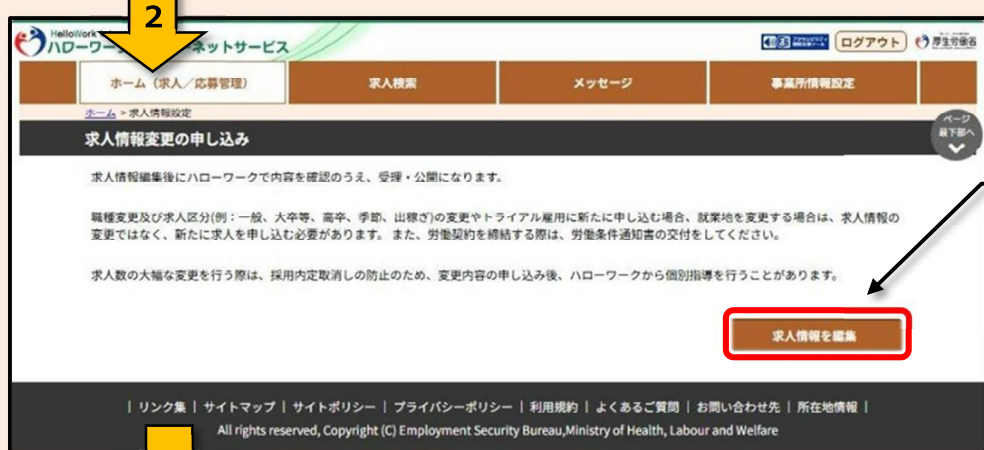 2
HelloWork
ハローワーク ネットサービス
ログアウト
厚生労働省
ホーム（求人／応募管理）
求人検索
メッセージ
事業所情報設定
ホーム > 求人情報設定
ページ
最下部へ
求人情報変更の申し込み
求人情報編集後にハローワークで内容を確認のうえ、受理・公開になります。
職種変更及び求人区分(例：一般、大卒等、高卒、季節、出稼ぎ)の変更やトライアル雇用に新たに申し込む場合、就業地を変更する場合は、求人情報の
変更ではなく、新たに求人を申し込む必要があります。 また、労働契約を締結する際は、労働条件通知書の交付をしてください。
求人数の大幅な変更を行う際は、採用内定取消しの防止のため、変更内容の申し込み後、ハローワークから個別指導を行うことがあります。
求人情報を編集
| リンク集 | サイトマップ | サイトポリシー | プライバシーポリシー | 利用規約 | よくあるご質問 | お問い合わせ先 | 所在地情報 |
All rights reserved, Copyright (C) Employment Security Bureau,Ministry of Health, Labour and Welfare